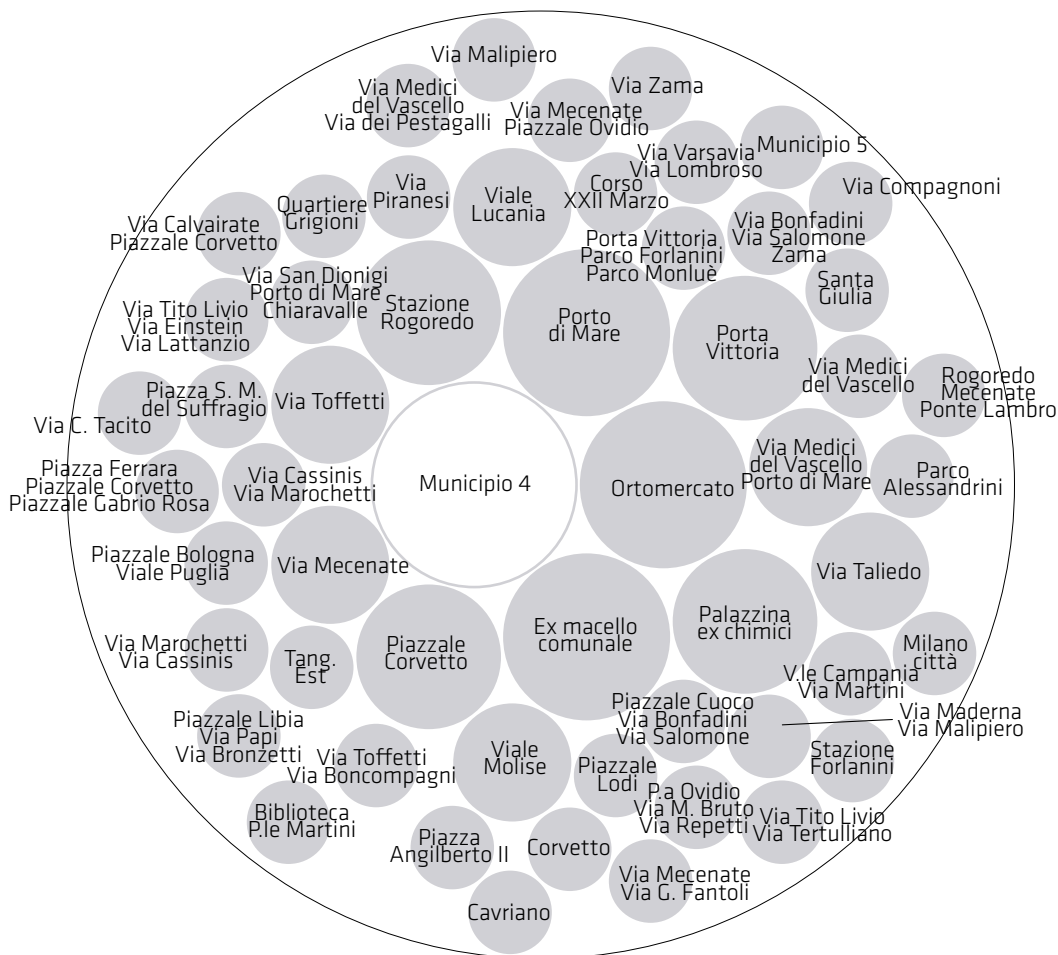 Via Malipiero
Via Medici
del Vascello
Via dei Pestagalli
Via Mecenate
Piazzale Ovidio
Via Zama
Via Varsavia
Via Lombroso
Municipio 5
Via Compagnoni
Via Calvairate
Piazzale Corvetto
Quartiere
Grigioni
Via
Piranesi
Viale
Lucania
Corso
XXII Marzo
Porta Vittoria
Parco Forlanini
Parco Monluè
Via Bonfadini
Via Salomone
Zama
Santa
Giulia
Via Tito Livio
Via Einstein
Via Lattanzio
Via San Dionigi
Porto di Mare
Chiaravalle
Stazione
Rogoredo
Porto
di Mare
Porta
Vittoria
Via Medici
del Vascello
Rogoredo
Mecenate
Ponte Lambro
Via C. Tacito
Piazza S. M.
del Suffragio
Via Toffetti
Piazza Ferrara
Piazzale Corvetto
Piazzale Gabrio Rosa
Via Cassinis
Via Marochetti
Municipio 4
Ortomercato
Via Medici
del Vascello
Porto di Mare
Parco
Alessandrini
Piazzale Bologna
Viale Puglia
Via Mecenate
Via Taliedo
Via Marochetti
Via Cassinis
Tang.
Est
Piazzale
Corvetto
Ex macello
comunale
Palazzina
ex chimici
V.le Campania
Via Martini
Milano
città
Piazzale Libia
Via Papi
Via Bronzetti
Via Toffetti
Via Boncompagni
Viale
Molise
Piazzale
Lodi
Piazzale Cuoco
Via Bonfadini
Via Salomone
Via Maderna
Via Malipiero
Stazione
Forlanini
Biblioteca
P.le Martini
Piazza
Angilberto II
Corvetto
P.a Ovidio
Via M. Bruto
Via Repetti
Via Tito Livio
Via Tertulliano
Cavriano
Via Mecenate
Via G. Fantoli